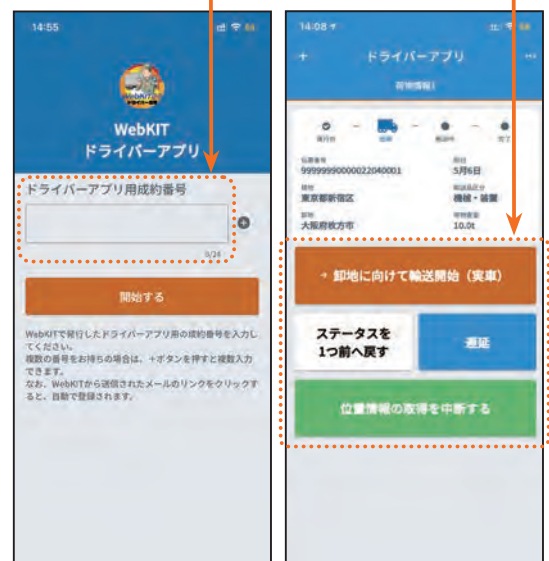 14:55
WebKIT
ドライバーアプリ
ドライバーアプリ用成約番号
0/24
開始する
WebKITで発行したドライバーアプリ用の成約番号を入力し
てください。
複数の番号をお持ちの場合は、+ボタンを押すと複数入力
できます。
なお、WebKITから送信されたメールのリンクをクリックす
ると、自動で登録されます。
14:08
+ ドライバーアプリ ...
荷物情報1
完了
99999990000022040001
5月6日
東京都新宿区
機械・装置
大阪府枚方市
10.0t
→ 卸地に向けて輸送開始（実車）
ステータスを
1つ前へ戻す
遅延
位置情報の取得を中断する